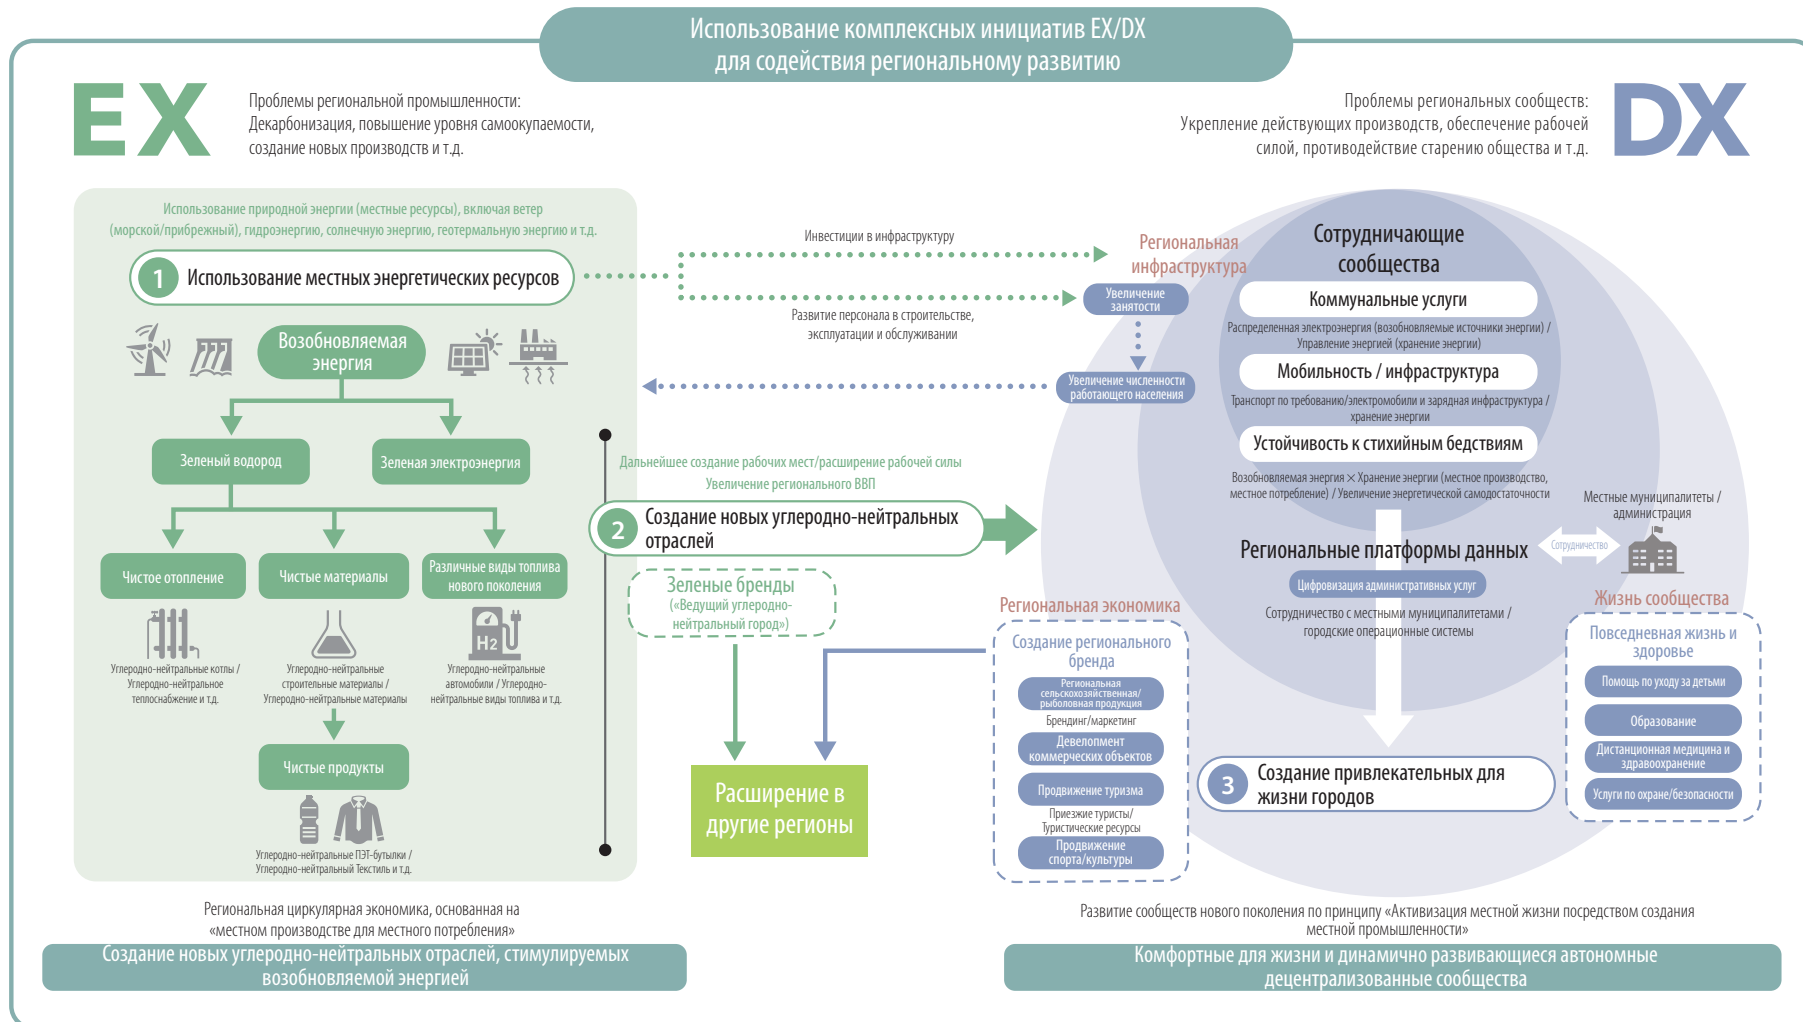 Использование комплексных инициатив EX/DX
для содействия региональному развитию
EX
Проблемы региональной промышленности:
Декарбонизация, повышение уровня самоокупаемости,
создание новых производств и т.д.
Проблемы региональных сообществ:
Укрепление действующих производств, обеспечение рабочей
силой, противодействие старению общества и т.д.
DX
Использование природной энергии (местные ресурсы), включая ветер
(морской/прибрежный), гидроэнергию, солнечную энергию, геотермальную энергию и т.д.
1
Использование местных энергетических ресурсов
Возобновляемая
энергия
Зеленый водород
Зеленая электроэнергия
Чистое отопление
Чистые материалы
Различные виды топлива
нового поколения
H2
Углеродно-нейтральные котлы /
Углеродно-нейтральное
теплоснабжение и т.д.
Углеродно-нейтральные
строительные материалы /
Углеродно-нейтральные материалы
Углеродно-нейтральные
автомобили / Углеродно-
нейтральные виды топлива и т.д.
Чистые продукты
Углеродно-нейтральные ПЭТ-бутылки /
Углеродно-нейтральный Текстиль и т.д.
Региональная циркулярная экономика, основанная на
«местном производстве для местного потребления»
Создание новых углеродно-нейтральных отраслей, стимулируемых
возобновляемой энергией
Инвестиции в инфраструктуру
Развитие персонала в строительстве,
эксплуатации и обслуживании
Региональная
инфраструктура
Увеличение
занятости
Увеличение численности
работающего населения
Дальнейшее создание рабочих мест/расширение рабочей силы
Увеличение регионального ВВП
2
Создание новых углеродно-нейтральных
отраслей
Зеленые бренды
(«Ведущий углеродно-
нейтральный город»)
Расширение в
другие регионы
Сотрудничающие
сообщества
Коммунальные услуги
Распределенная электроэнергия (возобновляемые источники энергии) /
Управление энергией (хранение энергии)
Мобильность / инфраструктура
Транспорт по требованию/электромобили и зарядная инфраструктура /
хранение энергии
Устойчивость к стихийным бедствиям
Возобновляемая энергия × Хранение энергии (местное производство,
местное потребление) / Увеличение энергетической самодостаточности
Региональные платформы данных
Цифровизация административных услуг
Сотрудничество с местными муниципалитетами /
городские операционные системы
Сотрудничество
Местные муниципалитеты /
администрация
Региональная экономика
Создание регионального
бренда
Региональная
сельскохозяйственная/
рыболовная продукция
Брендинг/маркетинг
Девелопмент
коммерческих объектов
Продвижение туризма
Приезжие туристы/
Туристические ресурсы
Продвижение
спорта/культуры
3
Создание привлекательных для
жизни городов
Жизнь сообщества
Повседневная жизнь и
здоровье
Помощь по уходу за детьми
Образование
Дистанционная медицина и
здравоохранение
Услуги по охране/безопасности
Развитие сообществ нового поколения по принципу «Активизация местной жизни посредством создания
местной промышленности»
Комфортные для жизни и динамично развивающиеся автономные
децентрализованные сообщества